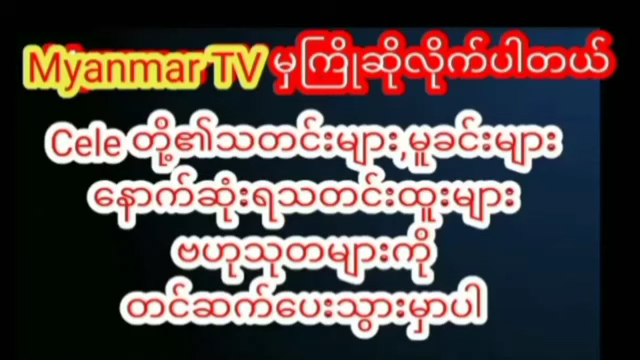 Myanmar TV မှကြိုဆိုလိုက်ပါတယ်
Cele တို့၏သတင်းများ,မူခင်းများ
နောက်ဆုံးရသတင်းထူးများ
ဗဟုသုတများကို
တင်ဆက်ပေးသွားမှာပါ